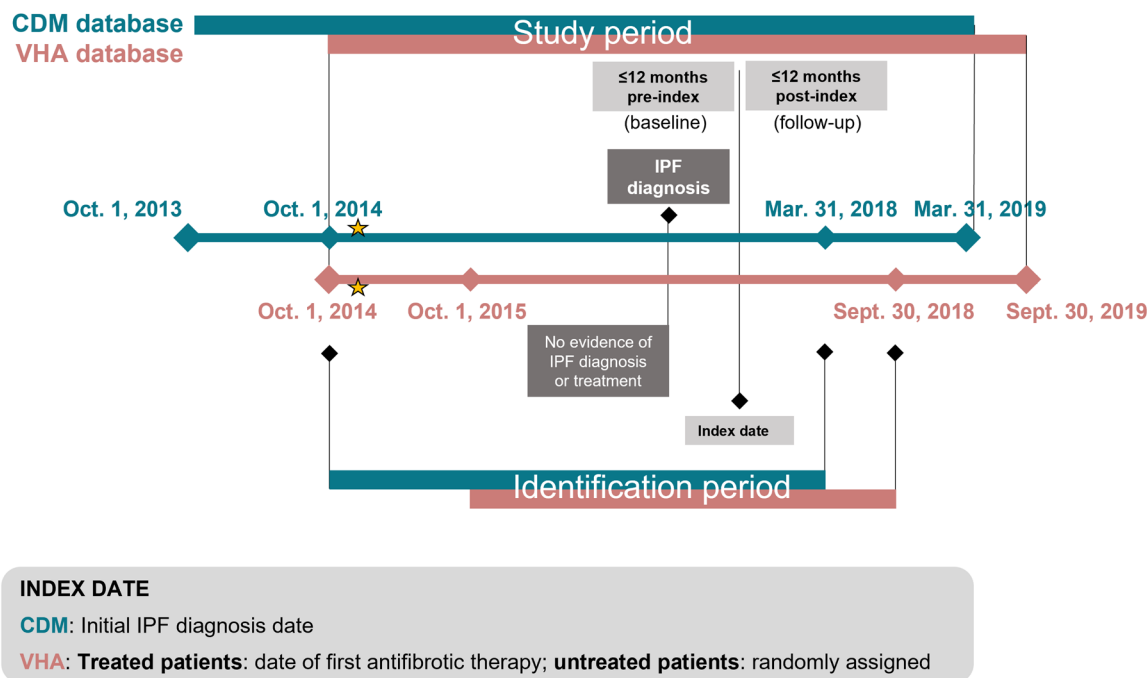 CDM database
VHA database
Study period
≤12 months
pre-index
(baseline)
≤12 months
post-index
(follow-up)
IPF
diagnosis
Oct. 1, 2013
Oct. 1, 2014
Mar. 31, 2018
Mar. 31, 2019
Oct. 1, 2014
Oct. 1, 2015
Sept. 30, 2018
Sept. 30, 2019
No evidence of
IPF diagnosis
or treatment
Index date
Identification period
INDEX DATE
CDM: Initial IPF diagnosis date
VHA: Treated patients: date of first antifibrotic therapy; untreated patients: randomly assigned